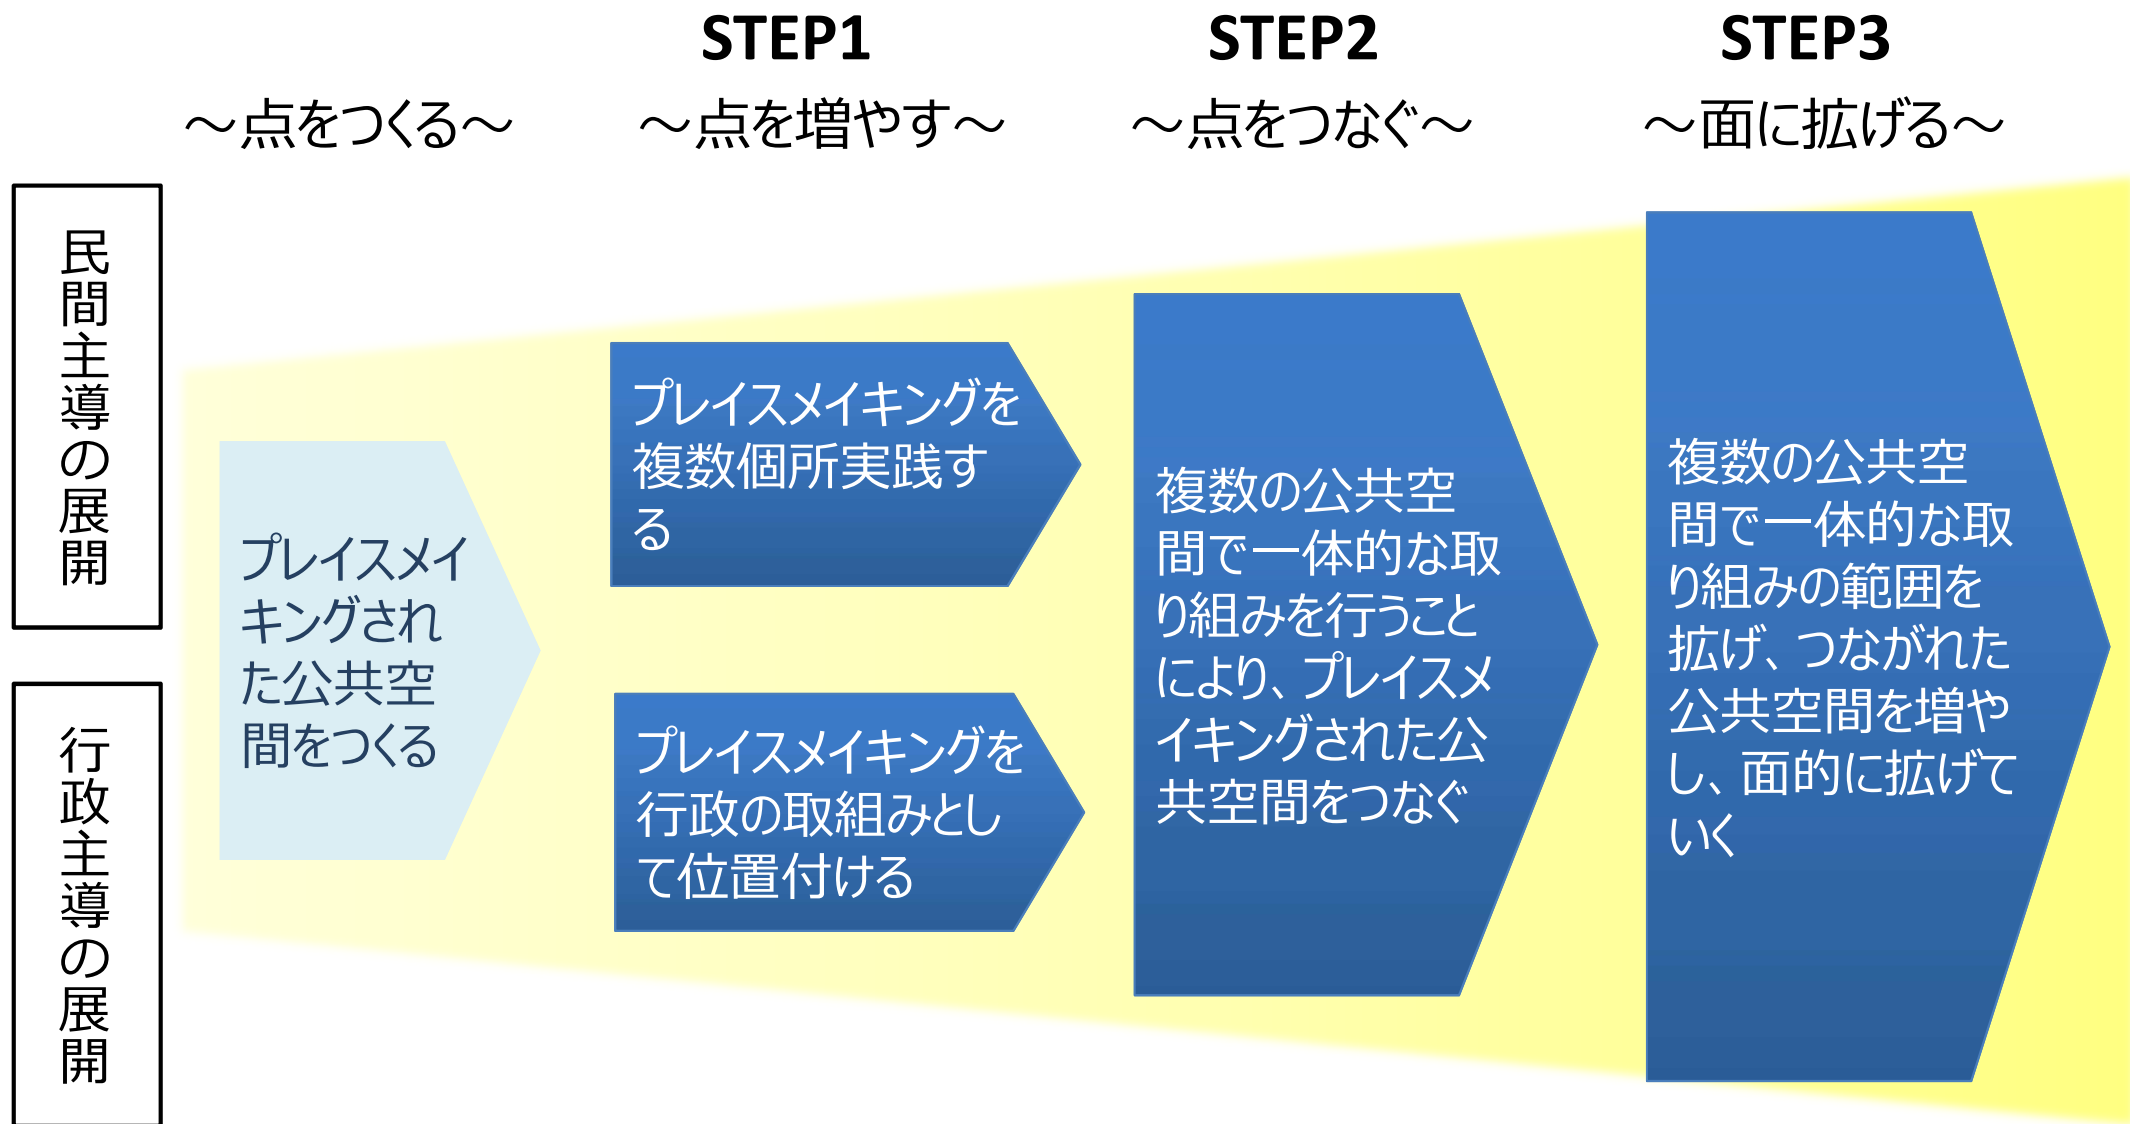 STEP1
STEP2
STEP3
～点をつくる～
～点を増やす～
～点をつなぐ～
～面に拡げる～
民間主導の展開
行政主導の展開
プレイスメイ
キングされ
た公共空
間をつくる
プレイスメイキングを
複数個所実践す
る
プレイスメイキングを
行政の取組みとし
て位置付ける
複数の公共空
間で一体的な取
り組みを行うこと
により、プレイスメ
イキングされた公
共空間をつなぐ
複数の公共空
間で一体的な取
り組みの範囲を
拡げ、つながれた
公共空間を増や
し、面的に拡げて
いく